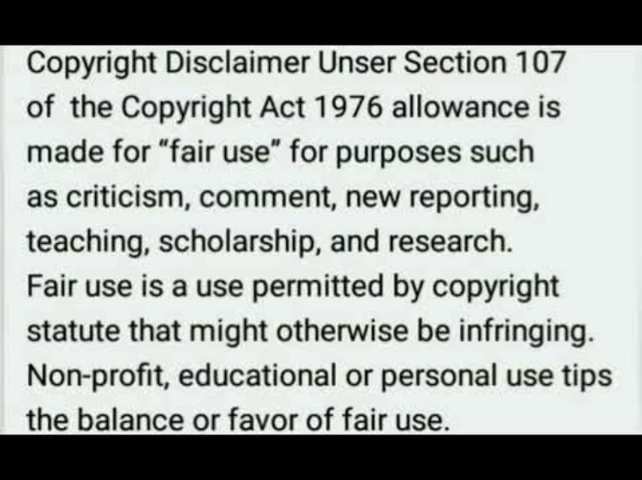 Copyright Disclaimer Unser Section 107
of the Copyright Act 1976 allowance is
made for “fair use” for purposes such
as criticism, comment, new reporting,
teaching, scholarship, and research.
Fair use is a use permitted by copyright
statute that might otherwise be infringing.
Non-profit, educational or personal use tips
the balance or favor of fair use.